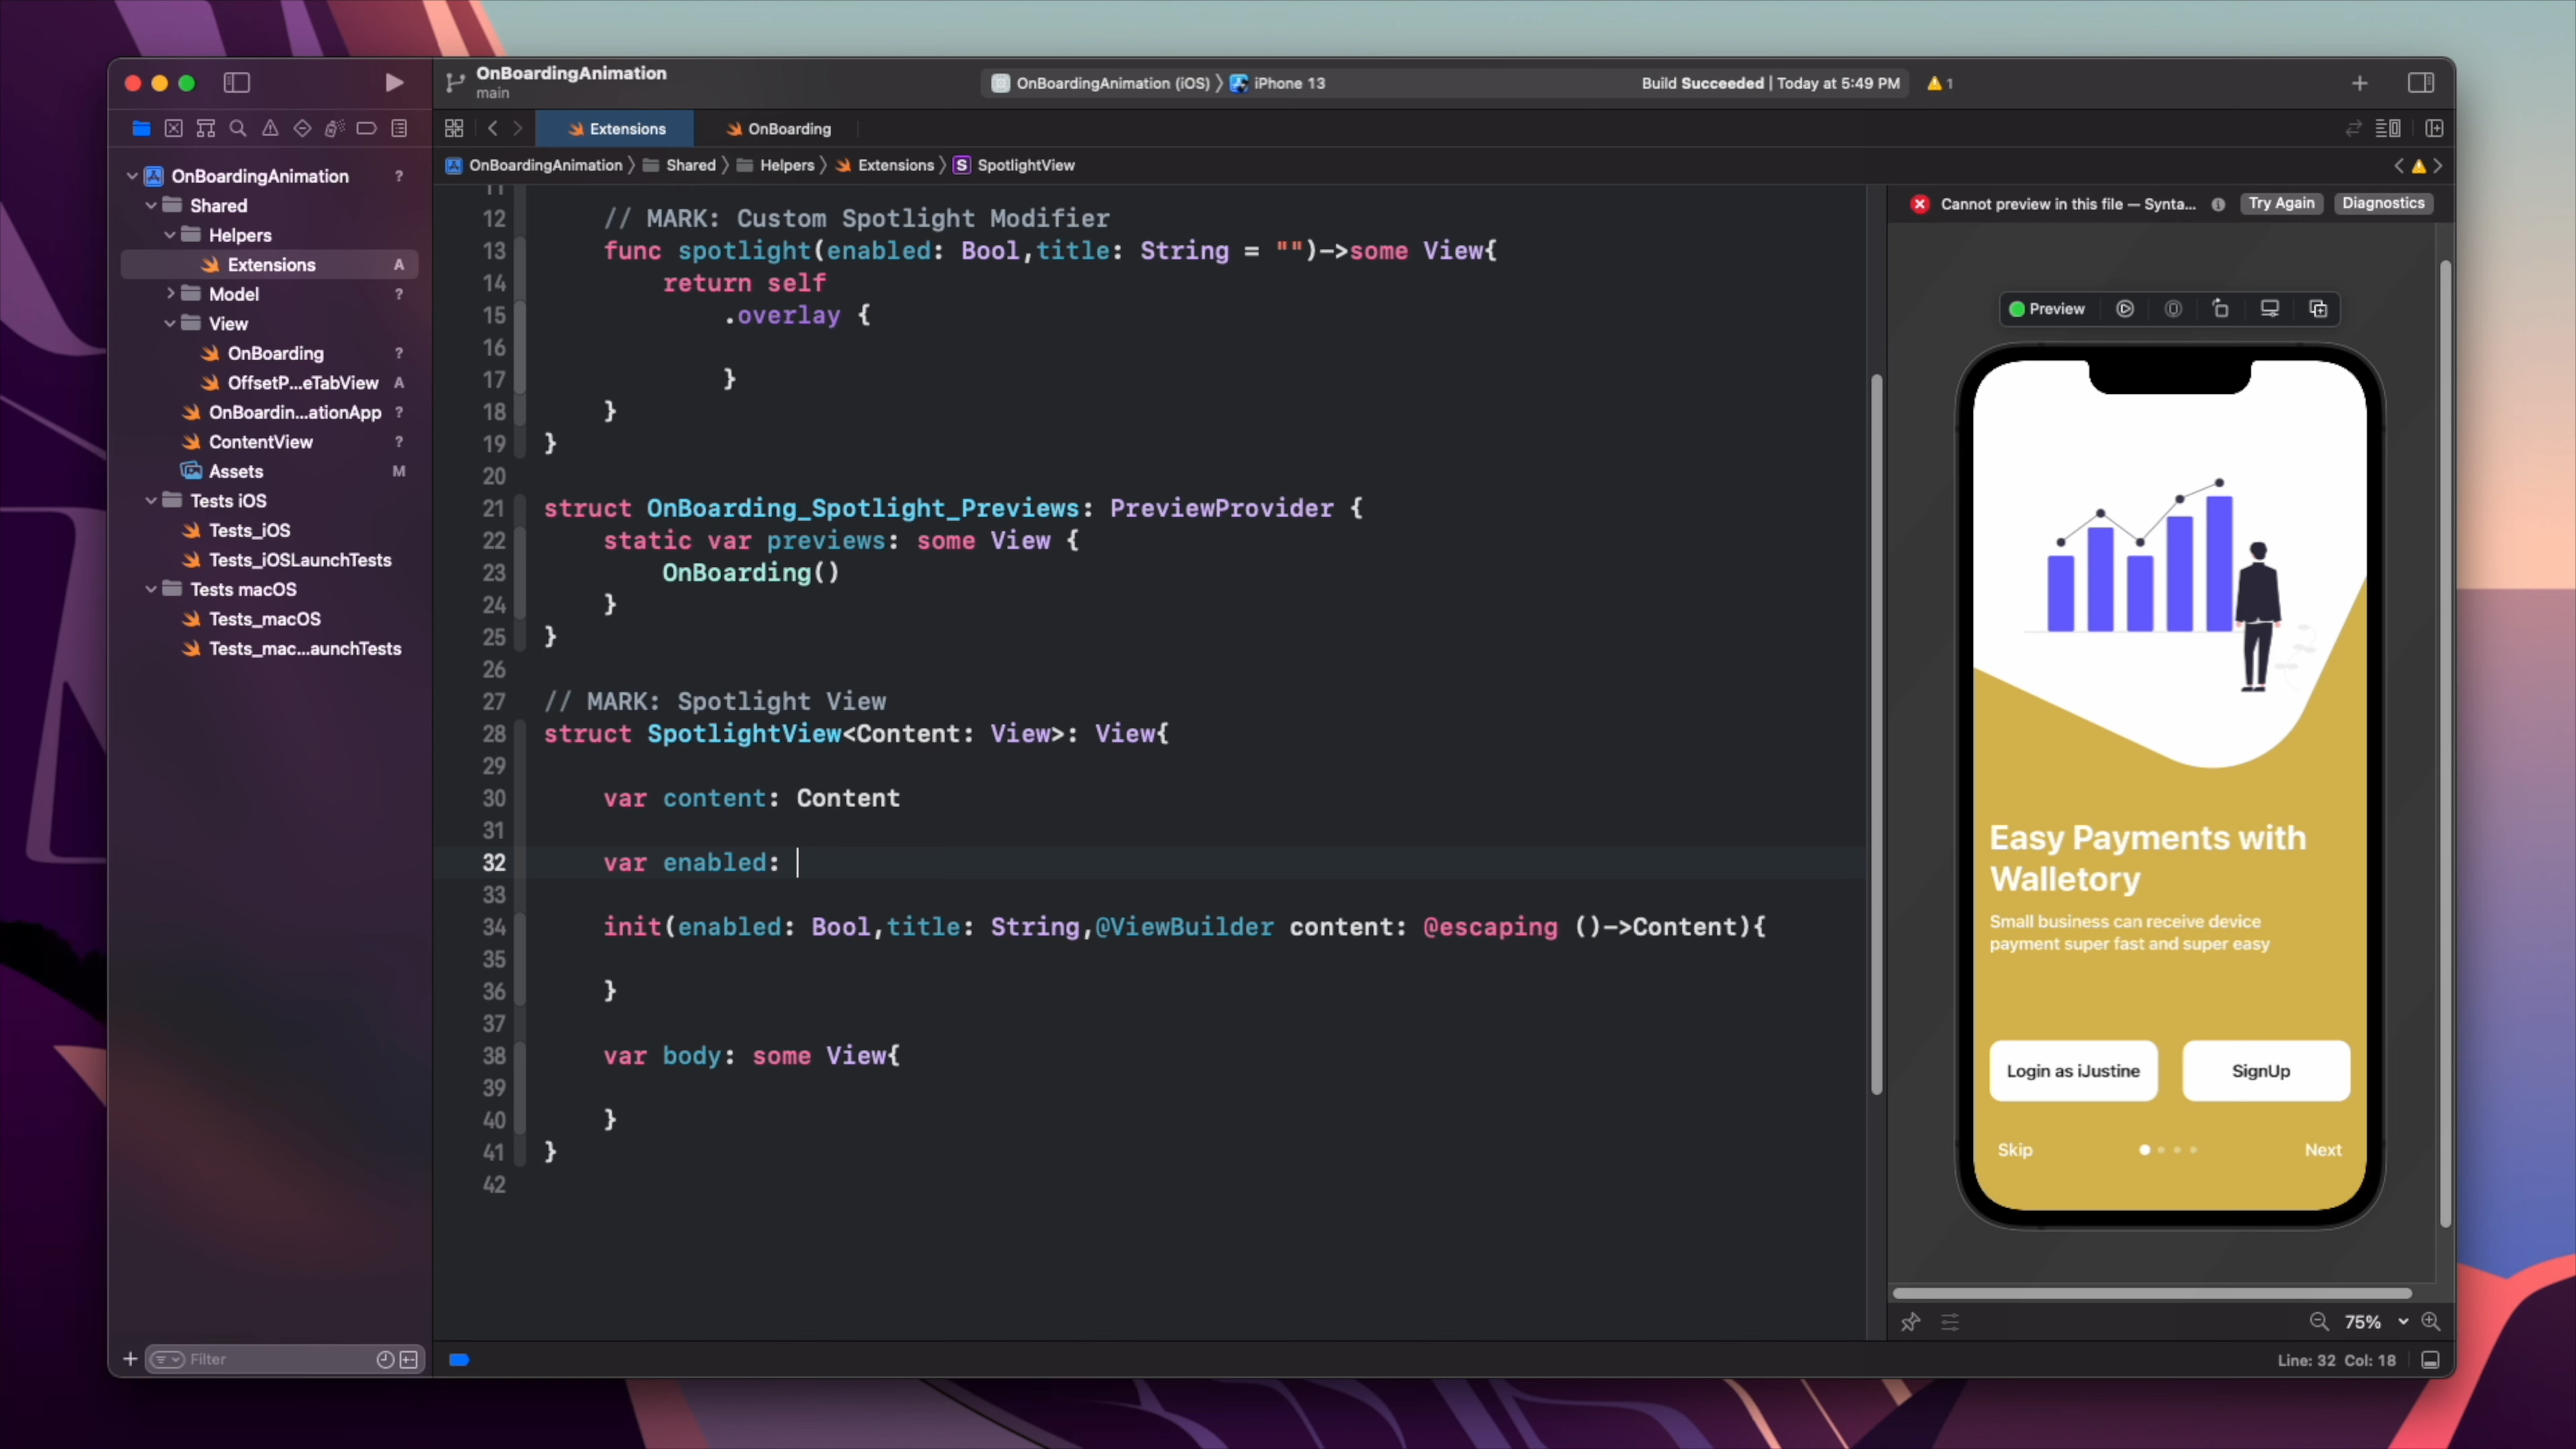 OnBoardingAnimation
main
OnBoardingAnimation (iOS) 〉 iPhone 13
Build Succeeded | Today at 5:49 PM
1
Extensions
OnBoarding
OnBoardingAnimation 〉 Shared 〉 Helpers 〉 Extensions 〉 S SpotlightView
OnBoardingAnimation ?
Shared
Helpers
Extensions A
Model ?
View
OnBoarding ?
OffsetP...eTabView A
OnBoardin...ationApp ?
ContentView ?
Assets M
Tests iOS
Tests_iOS
Tests_iOSLaunchTests
Tests macOS
Tests_macOS
Tests_mac...aunchTests
Filter
11
12 // MARK: Custom Spotlight Modifier
13 func spotlight(enabled: Bool,title: String = "")->some View{
14 return self
15 .overlay {
16
17 }
18 }
19 }
20
21 struct OnBoarding_Spotlight_Previews: PreviewProvider {
22 static var previews: some View {
23 OnBoarding()
24 }
25 }
26
27 // MARK: Spotlight View
28 struct SpotlightView<Content: View>: View{
29
30 var content: Content
31
32 var enabled:
33
34 init(enabled: Bool,title: String,@ViewBuilder content: @escaping ()->Content){
35
36 }
37
38 var body: some View{
39
40 }
41 }
42
Cannot preview in this file — Synta...
Try Again
Diagnostics
Preview
Easy Payments with
Walletory
Small business can receive device
payment super fast and super easy
Login as iJustine
SignUp
Skip
Next
75%
Line: 32 Col: 18